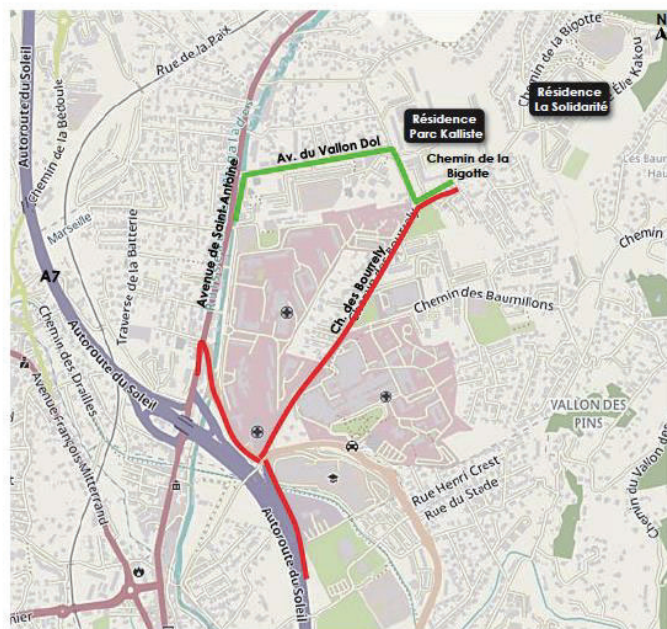 N
Autoroute du Soleil
Rue de la Paix
Chemin de la Bigotte
Élie Kakou
Résidence
La Solidarité
Résidence
Parc Kalliste
Chemin de la
Bigotte
Av. du Vallon Dol
Chemin de la Bédoule
Marseille
Traverse de la Batterie
Avenue de Saint-Antoine
A7
Autoroute du Soleil
Chemin des Drailles
Avenue François Mitterrand
Ch. des Bourrely
Chemin des Baumillons
Chemin
VALLON DES
PINS
Chemin du Vallon des
Rue Henri Crest
Rue du Stade
Autoroute du Soleil